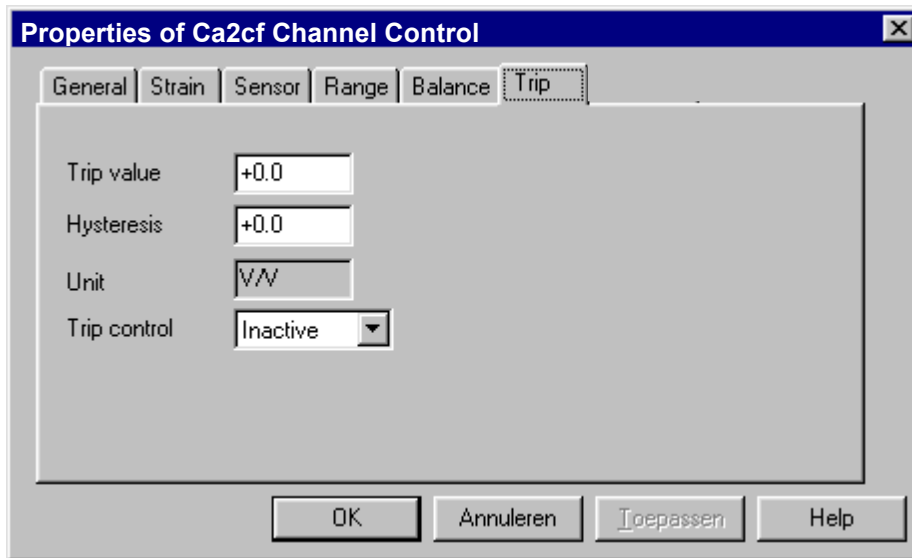 Properties of Ca2cf Channel Control
General Strain Sensor Range Balance Trip
Trip value +0.0
Hysteresis +0.0
Unit V/V
Trip control Inactive
OK Annuleren Toepassen Help